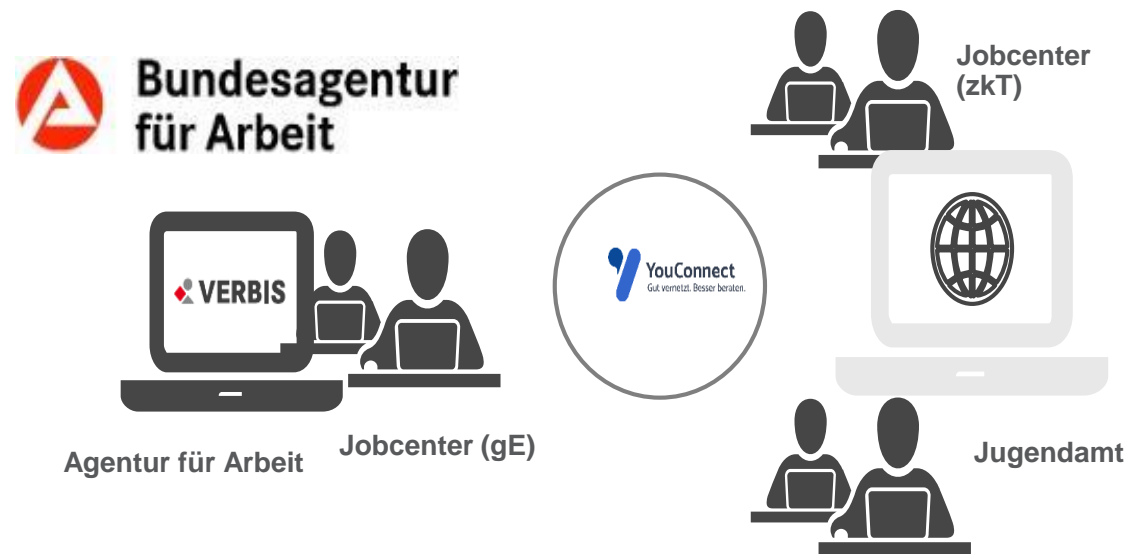 Bundesagentur
für Arbeit
VERBIS
Agentur für Arbeit
Jobcenter (gE)
YouConnect
Gut vernetzt. Besser beraten.
Jobcenter
(zkT)
Jugendamt